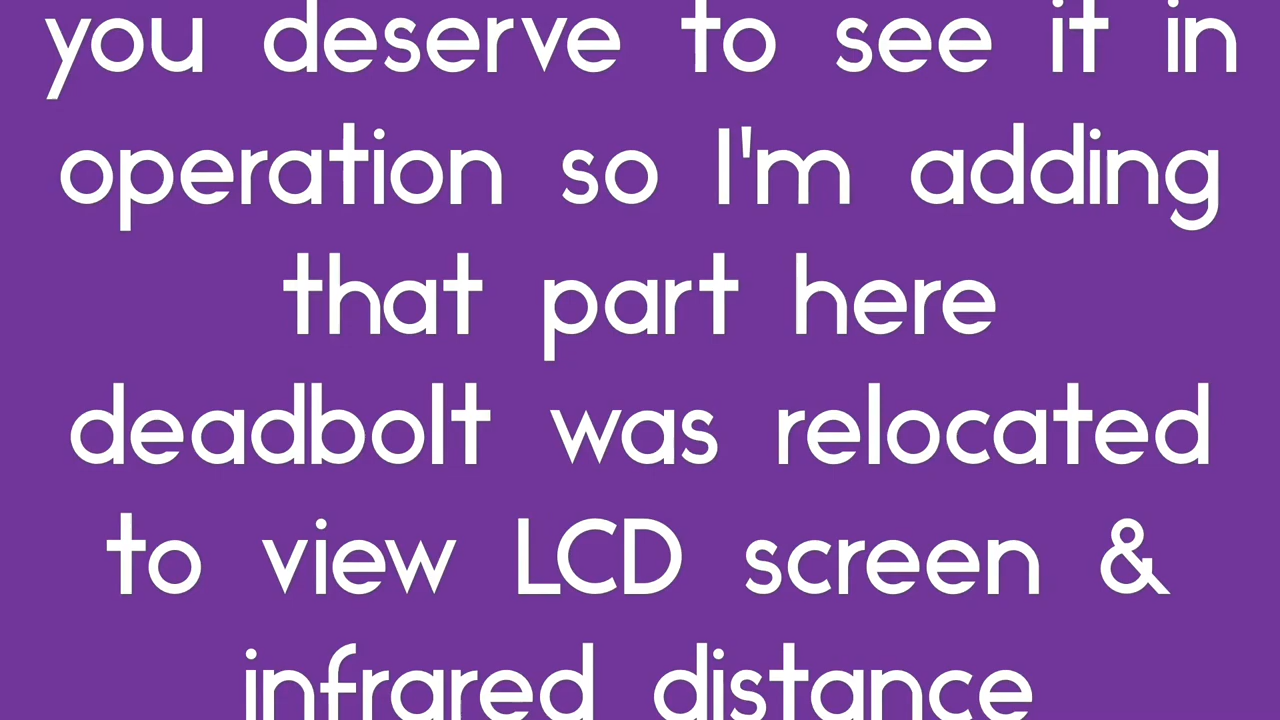 you deserve to see it in
operation so I'm adding
that part here
deadbolt was relocated
to view LCD screen &
infrared distance